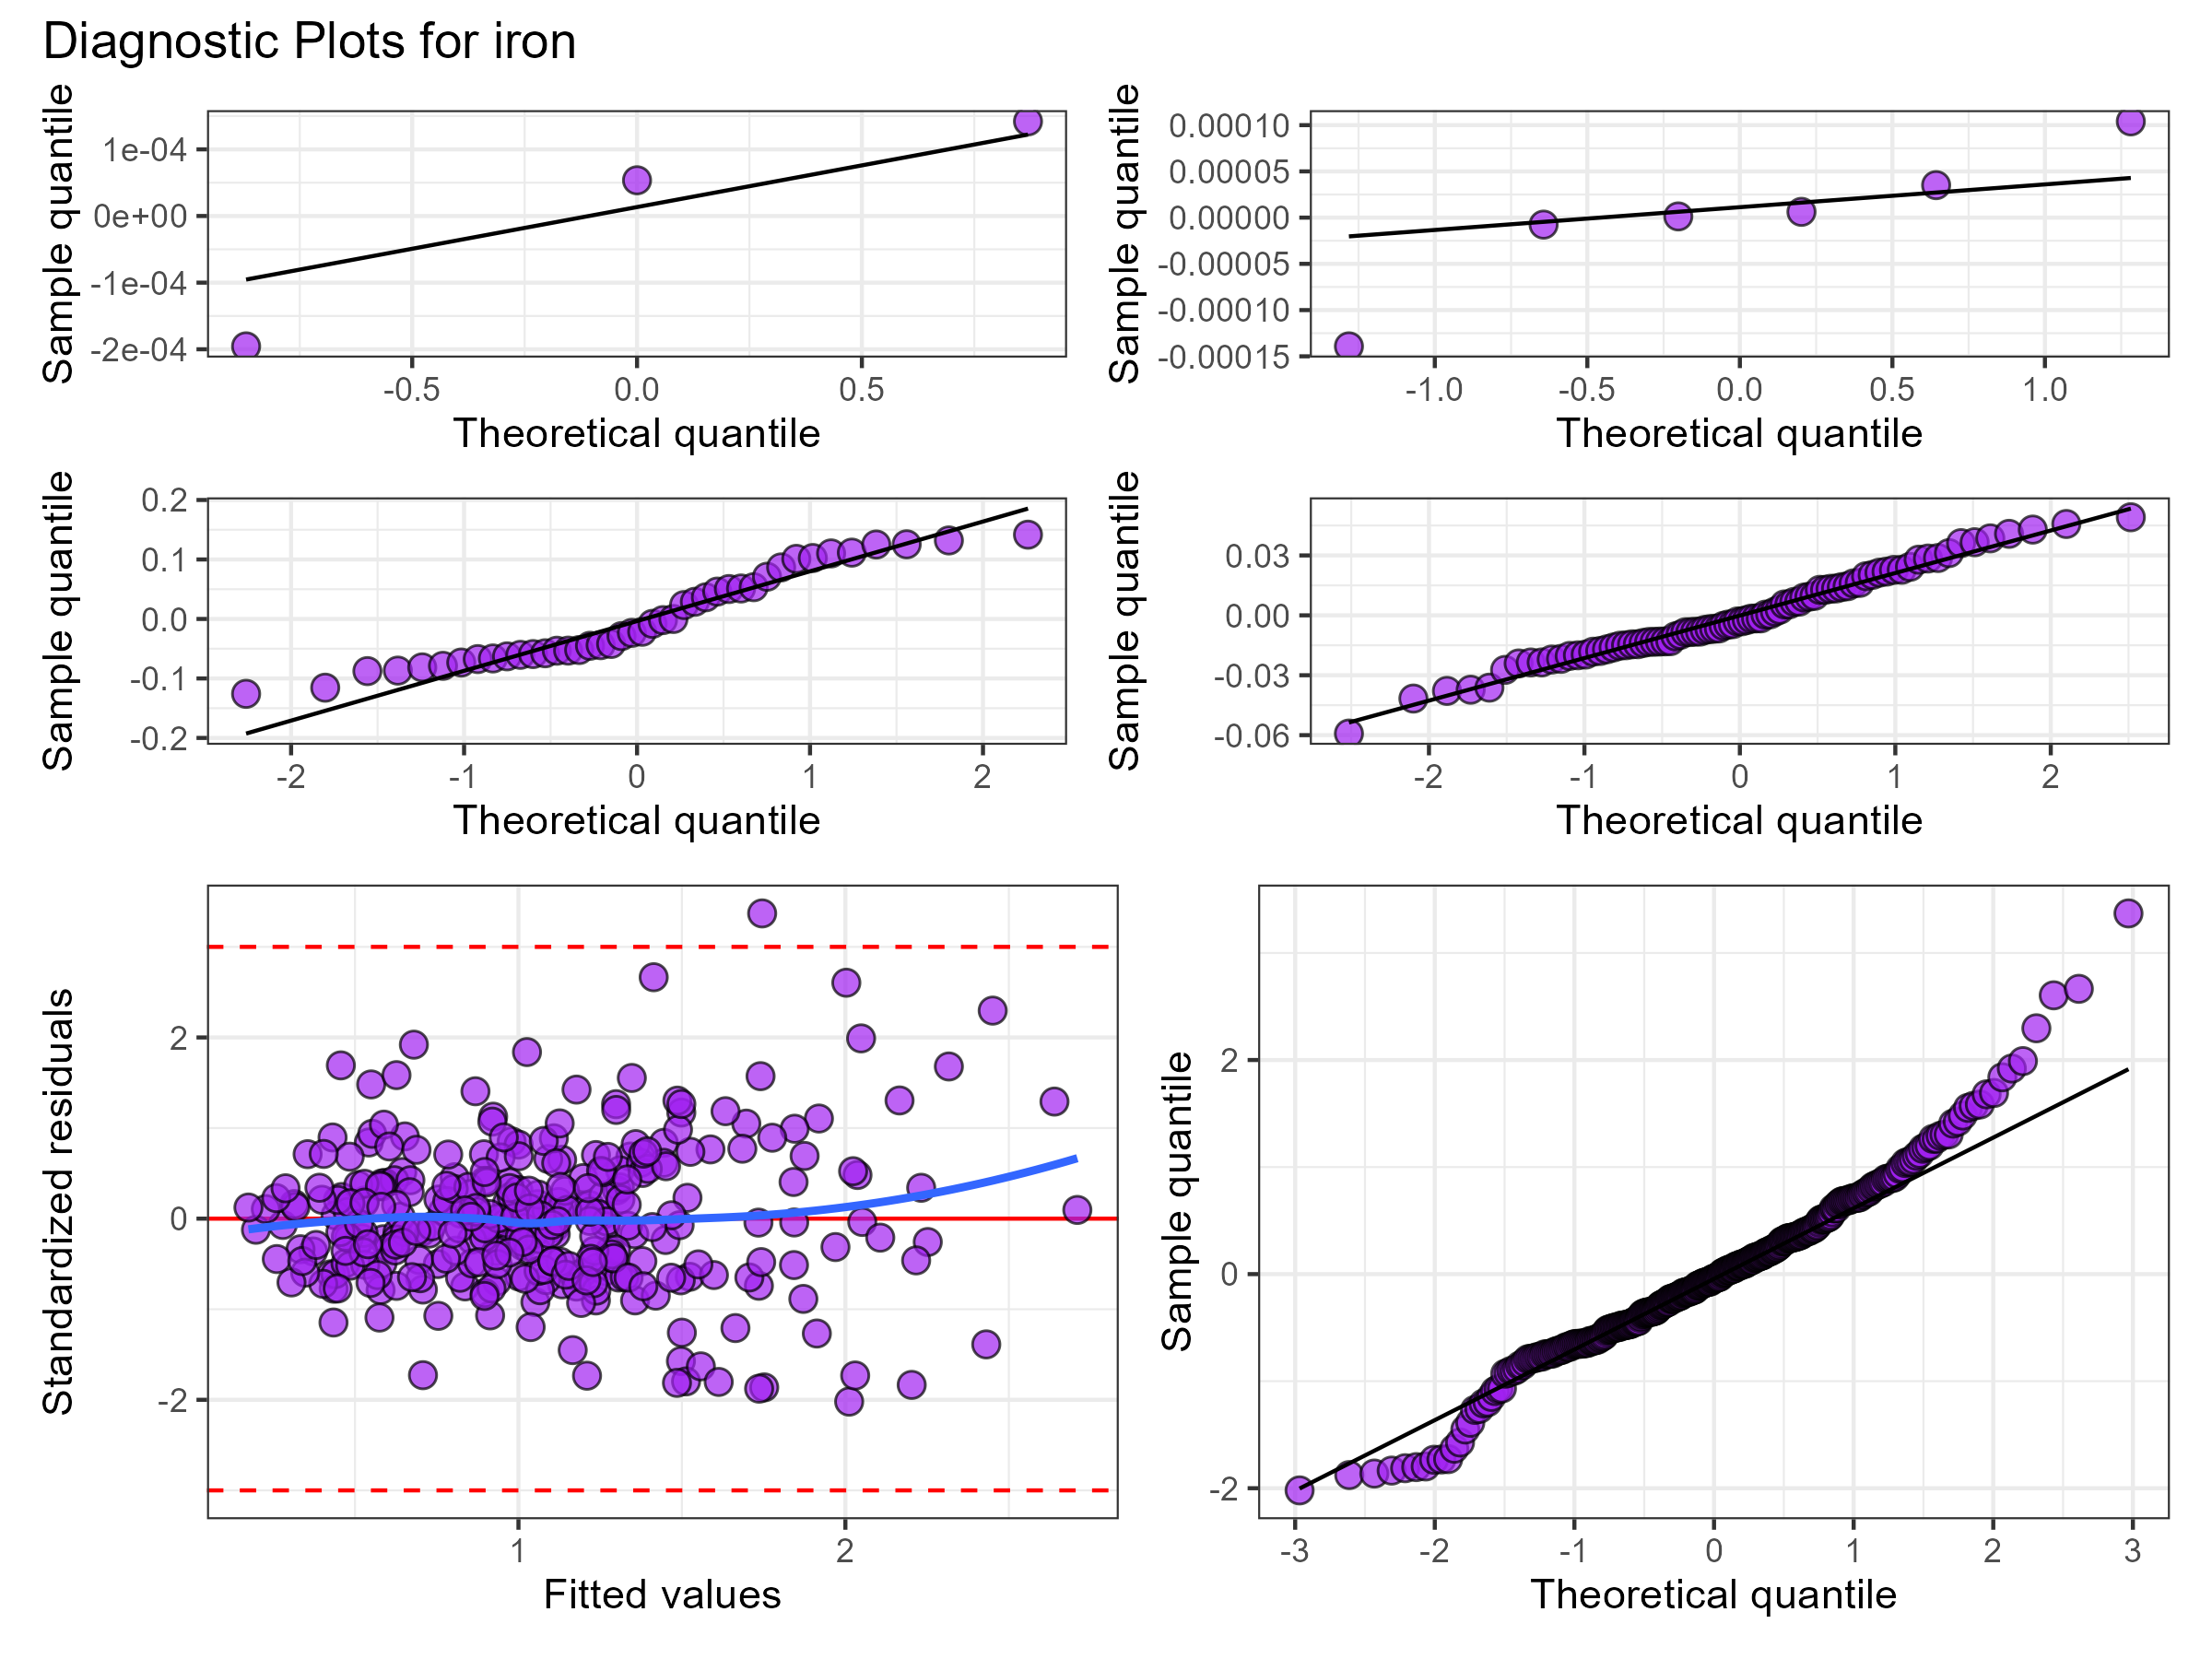 Diagnostic Plots for iron
Sample quantile
1e-04
0e+00
-1e-04
-2e-04
-0.5 0.0 0.5
Theoretical quantile
Sample quantile
0.00010
0.00005
0.00000
-0.00005
-0.00010
-0.00015
-1.0 -0.5 0.0 0.5 1.0
Theoretical quantile
Sample quantile
0.2
0.1
0.0
-0.1
-0.2
-2 -1 0 1 2
Theoretical quantile
Sample quantile
0.03
0.00
-0.03
-0.06
-2 -1 0 1 2
Theoretical quantile
Standardized residuals
2
0
-2
1 2
Fitted values
Sample quantile
2
0
-2
-3 -2 -1 0 1 2 3
Theoretical quantile